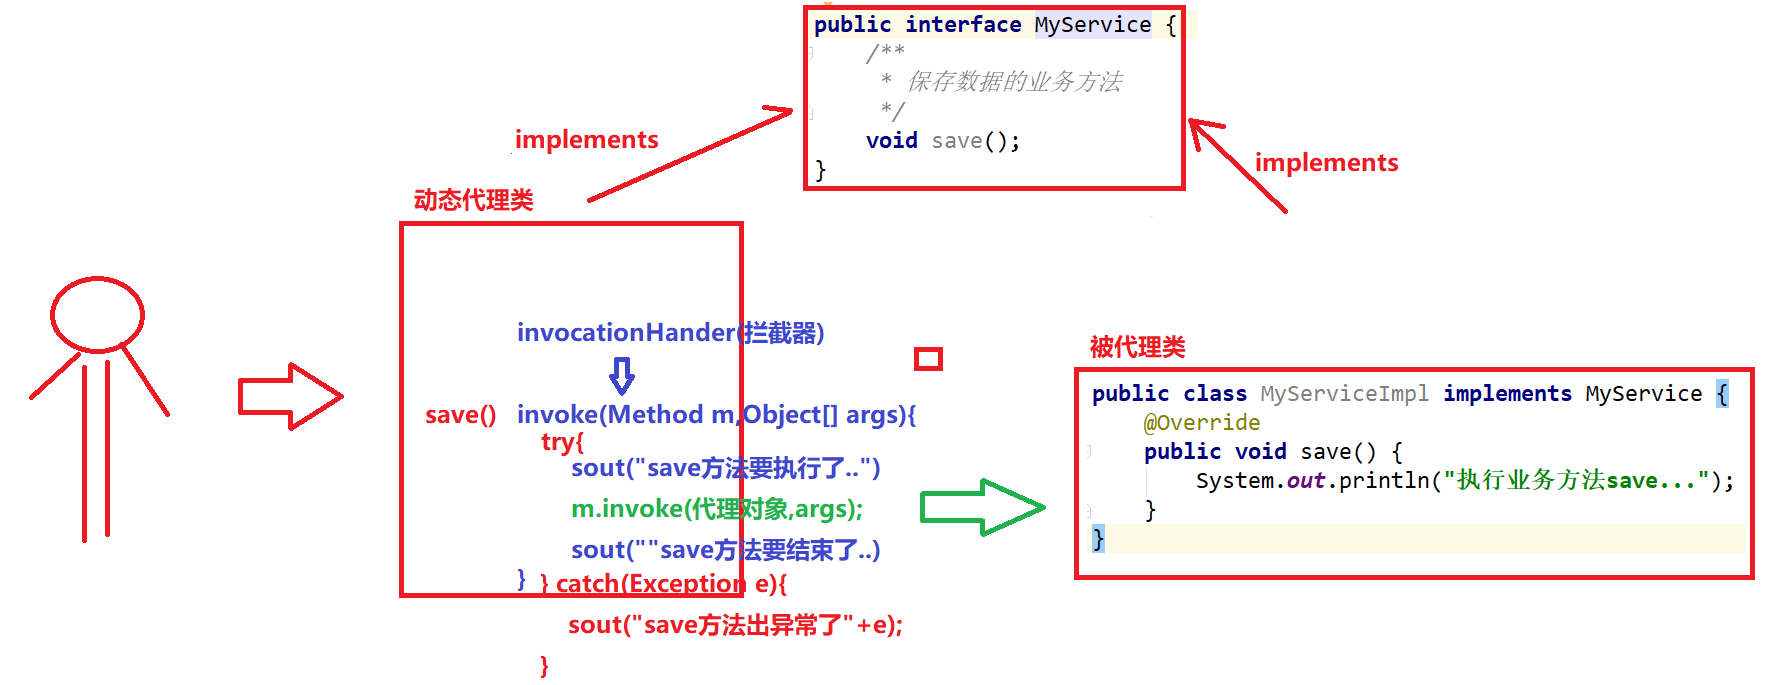 public interface MyService {
/**
* 保存数据的业务方法
*/
void save();
}
implements
implements
动态代理类
invocationHander(拦截器)
save() invoke(Method m,Object[] args){
try{
sout("save方法要执行了..")
m.invoke(代理对象,args);
sout(""save方法要结束了..)
} } catch(Exception e){
sout("save方法出异常了"+e);
}
被代理类
public class MyServiceImpl implements MyService {
@Override
public void save() {
System.out.println("执行业务方法save...");
}
}